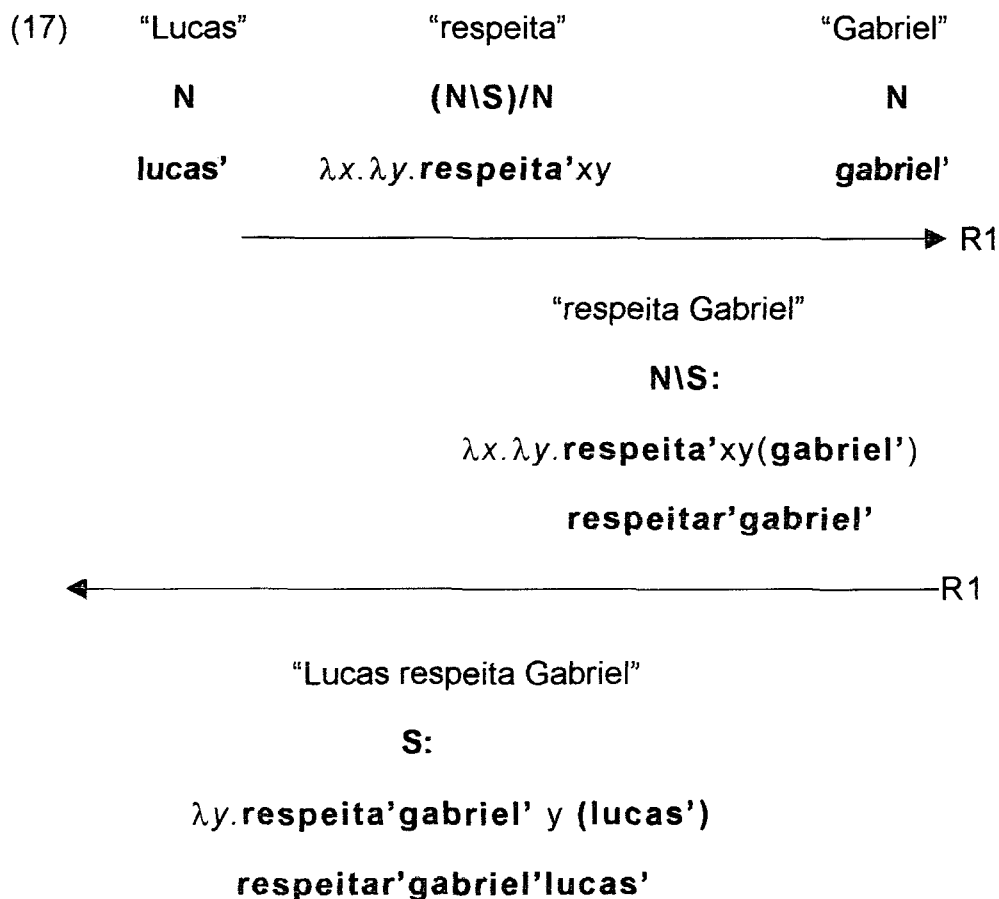 (17) “Lucas” “respeita” “Gabriel”
N (N\S)/N N
lucas' λx.λy.respeita'xy gabriel'
R1
“respeita Gabriel”
N\S:
λx.λy.respeita'xy(gabriel')
respeitar'gabriel'
R1
“Lucas respeita Gabriel”
S:
λy.respeita'gabriel' y (lucas')
respeitar'gabriel'lucas'